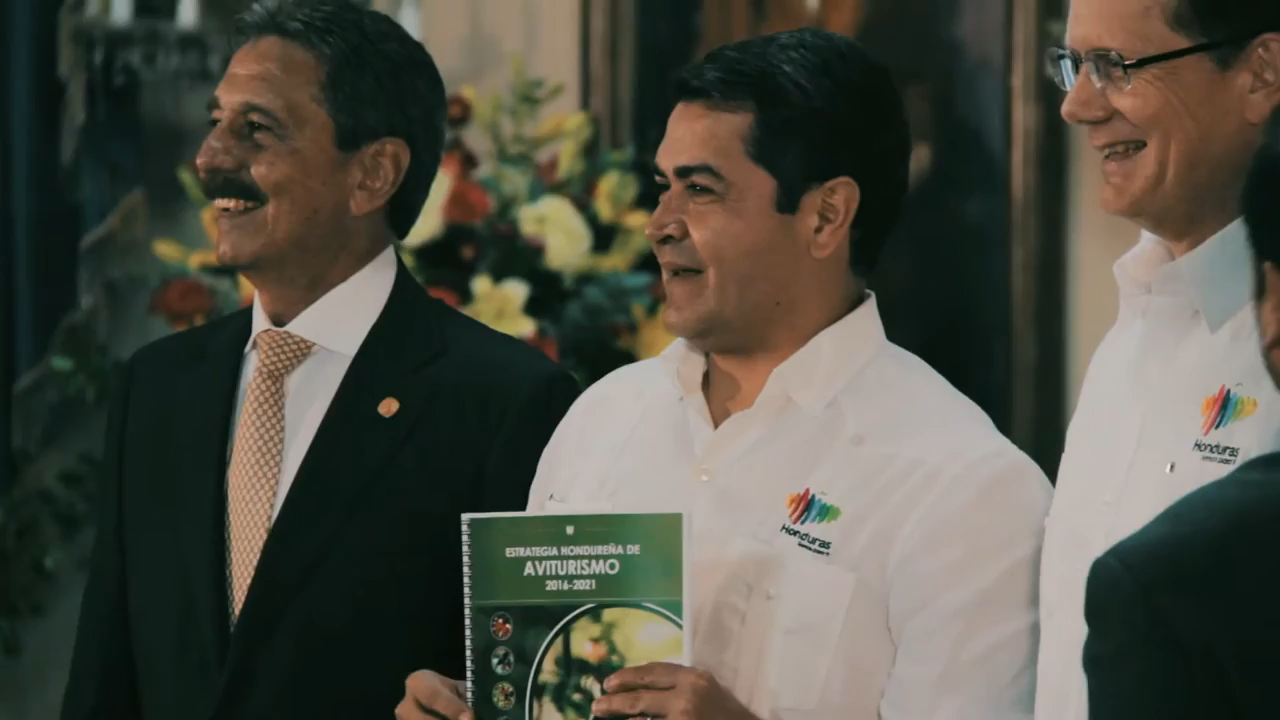 ESTRATEGIA HONDUREÑA DE
AVITURISMO
2016-2021
Honduras
Honduras